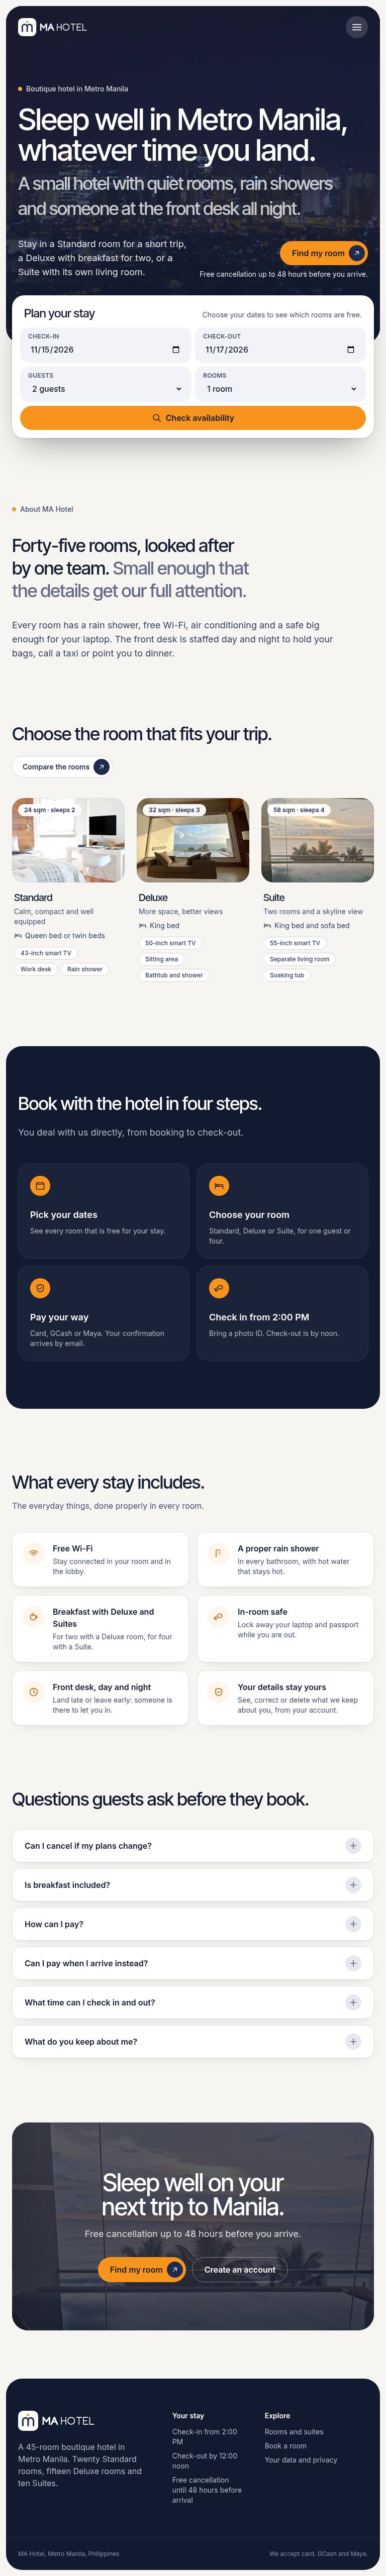 MA HOTEL
Boutique hotel in Metro Manila
Sleep well in Metro Manila,
whatever time you land.
A small hotel with quiet rooms, rain showers
and someone at the front desk all night.
Stay in a Standard room for a short trip,
a Deluxe with breakfast for two, or a
Suite with its own living room.
Find my room
Free cancellation up to 48 hours before you arrive.
Plan your stay
Choose your dates to see which rooms are free.
CHECK-IN
11/15/2026
CHECK-OUT
11/17/2026
GUESTS
2 guests
ROOMS
1 room
Check availability
About MA Hotel
Forty-five rooms, looked after
by one team. Small enough that
the details get our full attention.
Every room has a rain shower, free Wi-Fi, air conditioning and a safe big
enough for your laptop. The front desk is staffed day and night to hold your
bags, call a taxi or point you to dinner.
Choose the room that fits your trip.
Compare the rooms
24 sqm · sleeps 2
Standard
Calm, compact and well
equipped
Queen bed or twin beds
43-inch smart TV
Work desk
Rain shower
32 sqm · sleeps 3
Deluxe
More space, better views
King bed
50-inch smart TV
Sitting area
Bathtub and shower
58 sqm · sleeps 4
Suite
Two rooms and a skyline view
King bed and sofa bed
55-inch smart TV
Separate living room
Soaking tub
Book with the hotel in four steps.
You deal with us directly, from booking to check-out.
Pick your dates
See every room that is free for your stay.
Choose your room
Standard, Deluxe or Suite, for one guest or
four.
Pay your way
Card, GCash or Maya. Your confirmation
arrives by email.
Check in from 2:00 PM
Bring a photo ID. Check-out is by noon.
What every stay includes.
The everyday things, done properly in every room.
Free Wi-Fi
Stay connected in your room and in
the lobby.
A proper rain shower
In every bathroom, with hot water
that stays hot.
Breakfast with Deluxe and
Suites
For two with a Deluxe room, for four
with a Suite.
In-room safe
Lock away your laptop and passport
while you are out.
Front desk, day and night
Land late or leave early: someone is
there to let you in.
Your details stay yours
See, correct or delete what we keep
about you, from your account.
Questions guests ask before they book.
Can I cancel if my plans change?
Is breakfast included?
How can I pay?
Can I pay when I arrive instead?
What time can I check in and out?
What do you keep about me?
Sleep well on your
next trip to Manila.
Free cancellation up to 48 hours before you arrive.
Find my room
Create an account
MA HOTEL
A 45-room boutique hotel in
Metro Manila. Twenty Standard
rooms, fifteen Deluxe rooms and
ten Suites.
Your stay
Check-in from 2:00
PM
Check-out by 12:00
noon
Free cancellation
until 48 hours before
arrival
Explore
Rooms and suites
Book a room
Your data and privacy
MA Hotel, Metro Manila, Philippines
We accept card, GCash and Maya.